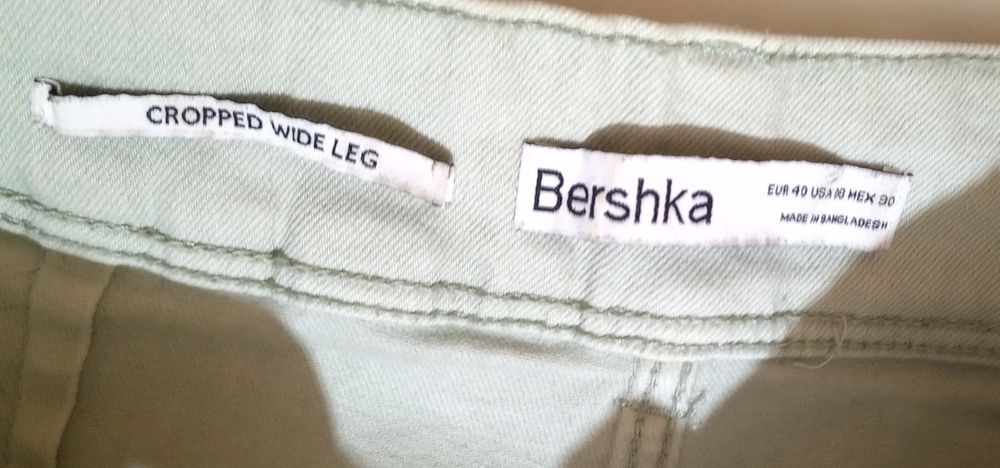 CROPPED WIDE LEG
Bershka
EUR 40 USA 08 MEX 30
MADE IN BANGLADESH